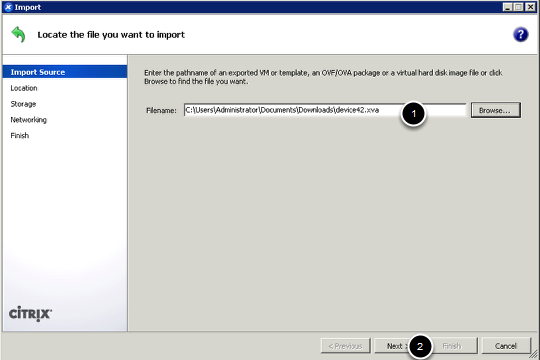 Import
Locate the file you want to import
?
Import Source
Location
Storage
Networking
Finish
Enter the pathname of an exported VM or template, an OVF/OVA package or a virtual hard disk image file or click
Browse to find the file you want.
Filename: C:\Users\Administrator\Documents\Downloads\device42.xva 1 Browse...
CITRIX
< Previous Next > 2 Finish Cancel